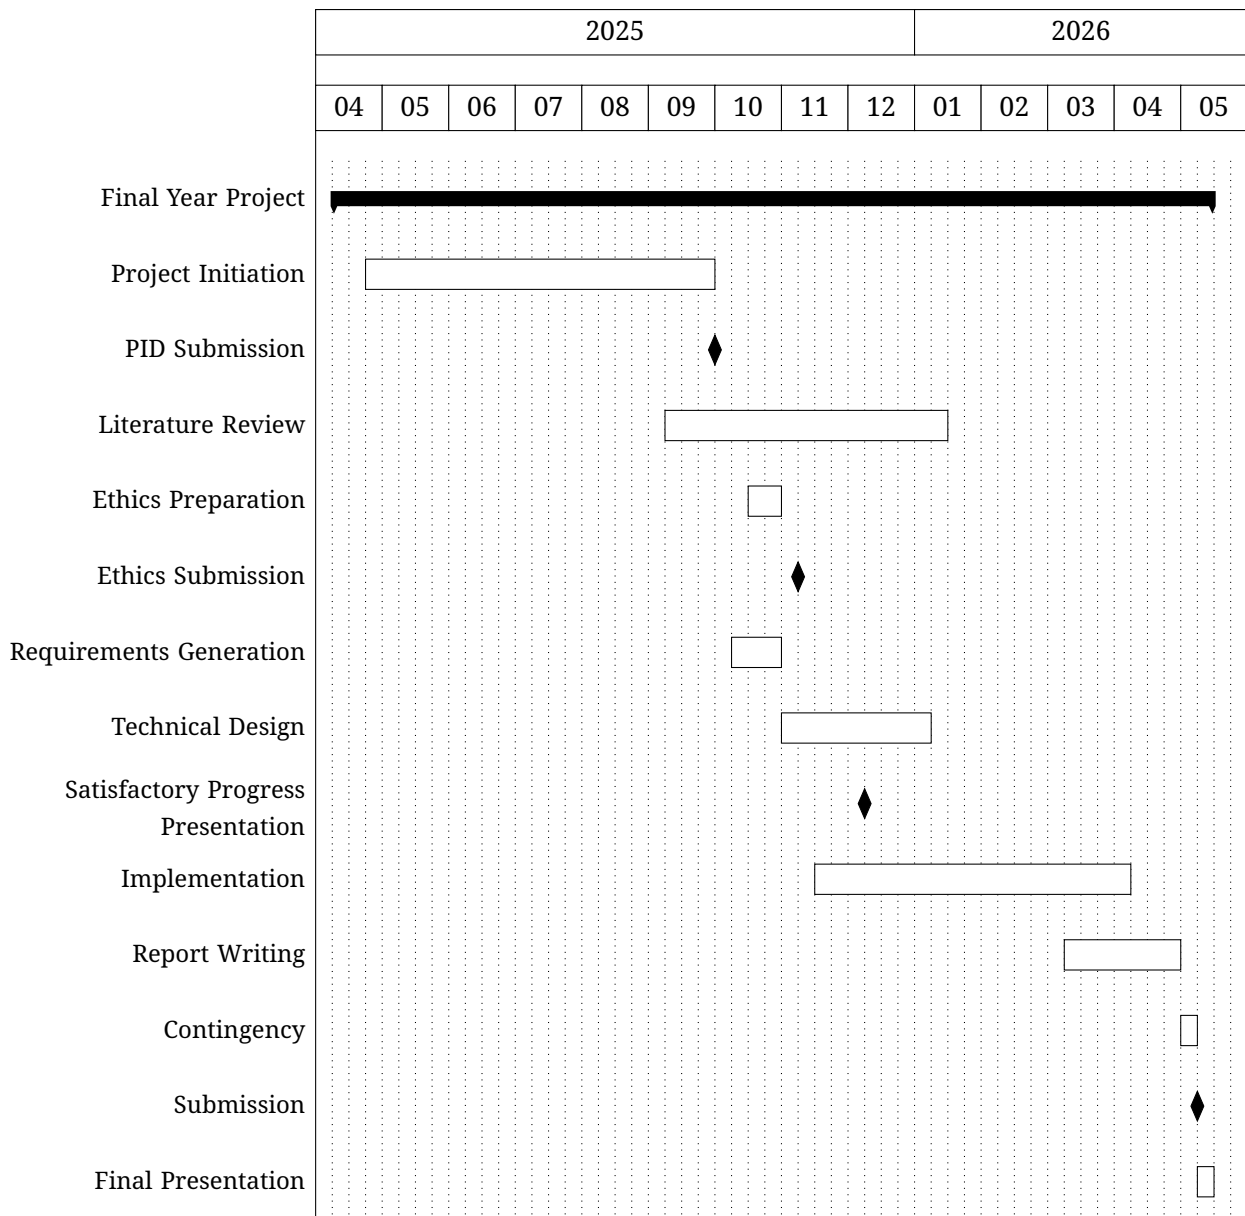 2025 2026
04 05 06 07 08 09 10 11 12 01 02 03 04 05
Final Year Project
Project Initiation
PID Submission
Literature Review
Ethics Preparation
Ethics Submission
Requirements Generation
Technical Design
Satisfactory Progress
Presentation
Implementation
Report Writing
Contingency
Submission
Final Presentation